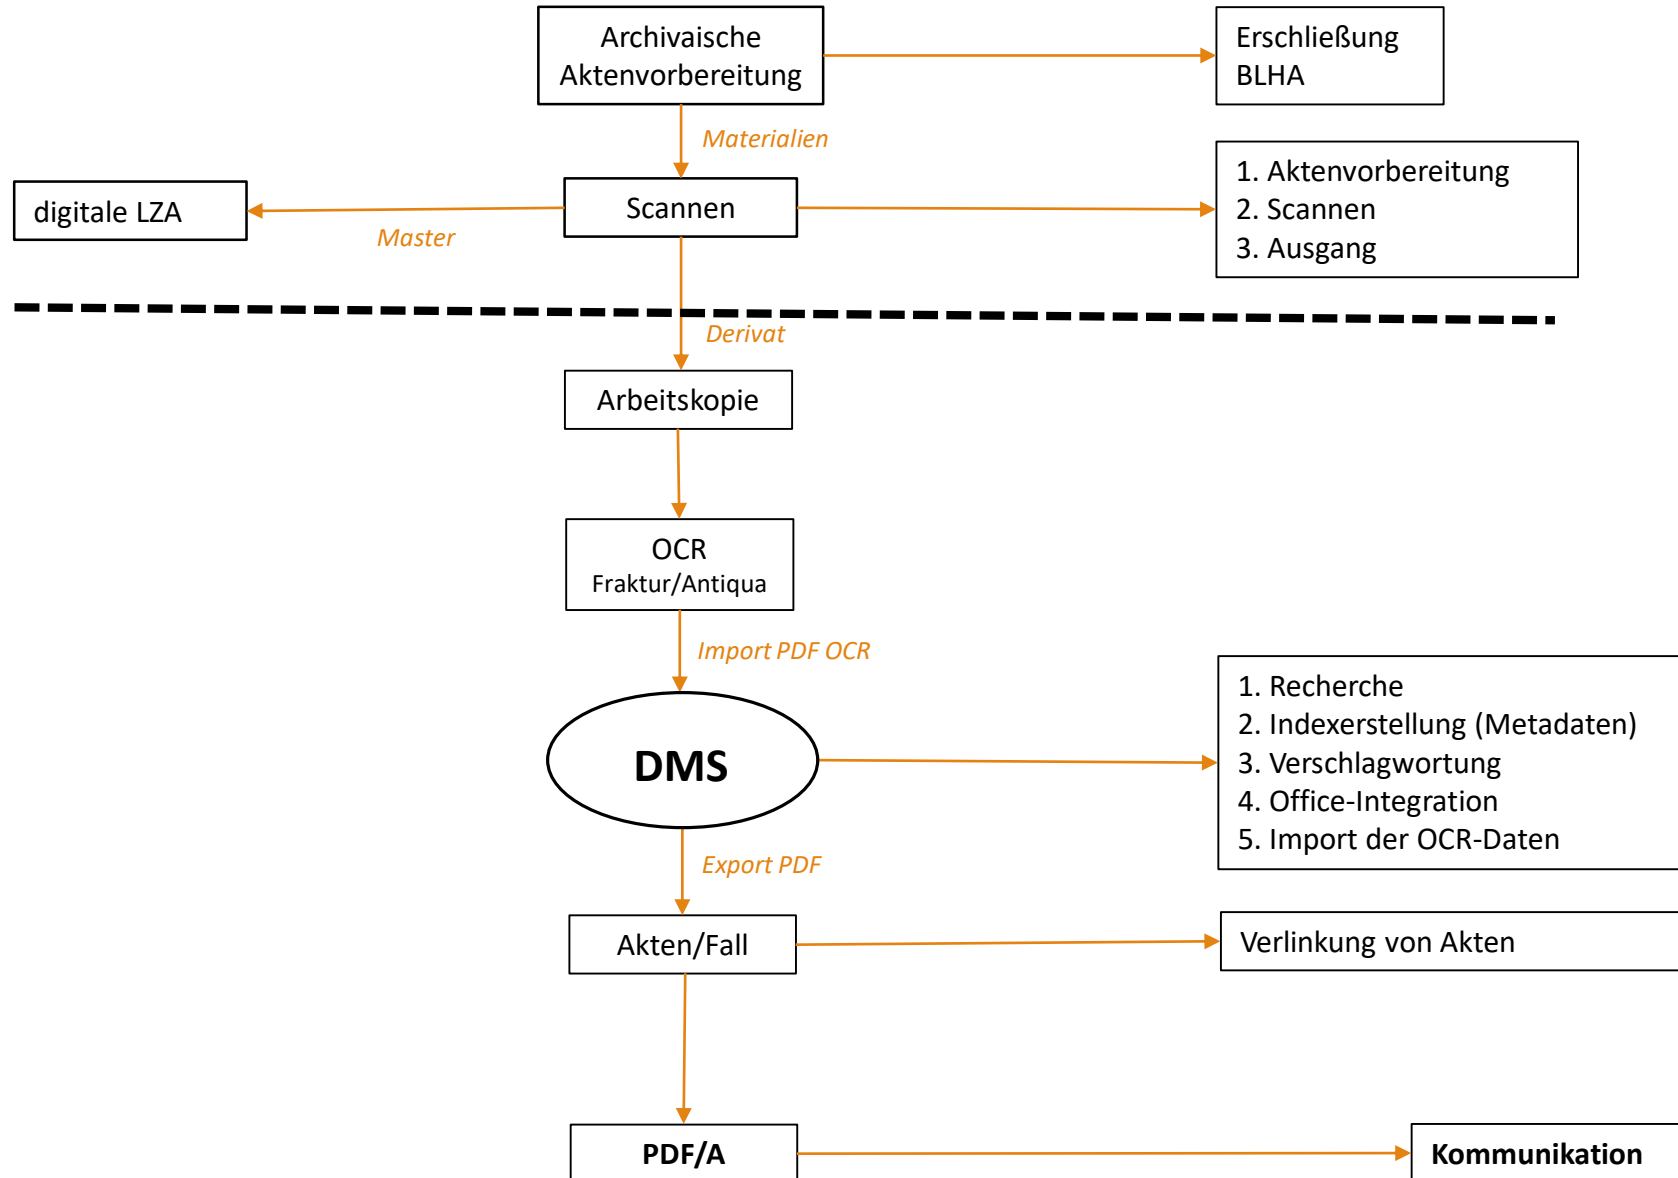 Archivaische
Aktenvorbereitung
Erschließung
BLHA
Materialien
digitale LZA
Master
Scannen
1. Aktenvorbereitung
2. Scannen
3. Ausgang
Derivat
Arbeitskopie
OCR
Fraktur/Antiqua
Import PDF OCR
DMS
1. Recherche
2. Indexerstellung (Metadaten)
3. Verschlagwortung
4. Office-Integration
5. Import der OCR-Daten
Export PDF
Akten/Fall
Verlinkung von Akten
PDF/A
Kommunikation